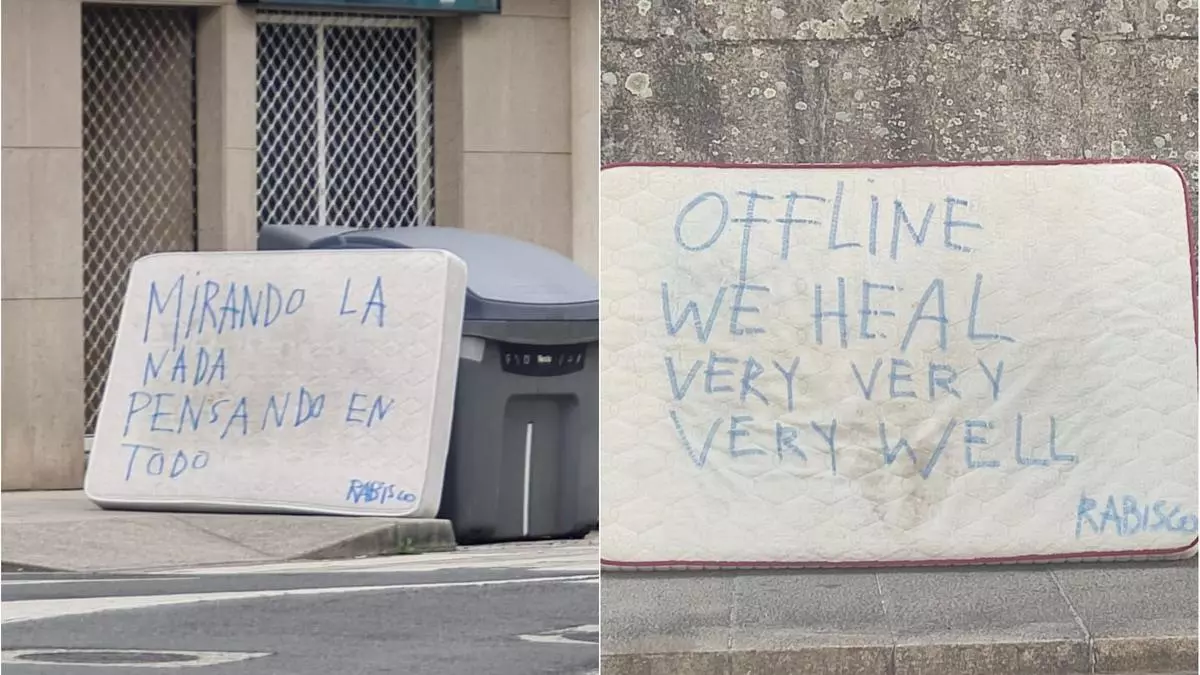 MIRANDO LA
NADA
PENSANDO EN
TODO
RABISCO
OFFLINE
WE HEAL
VERY VERY
VERY WELL
RABISCO